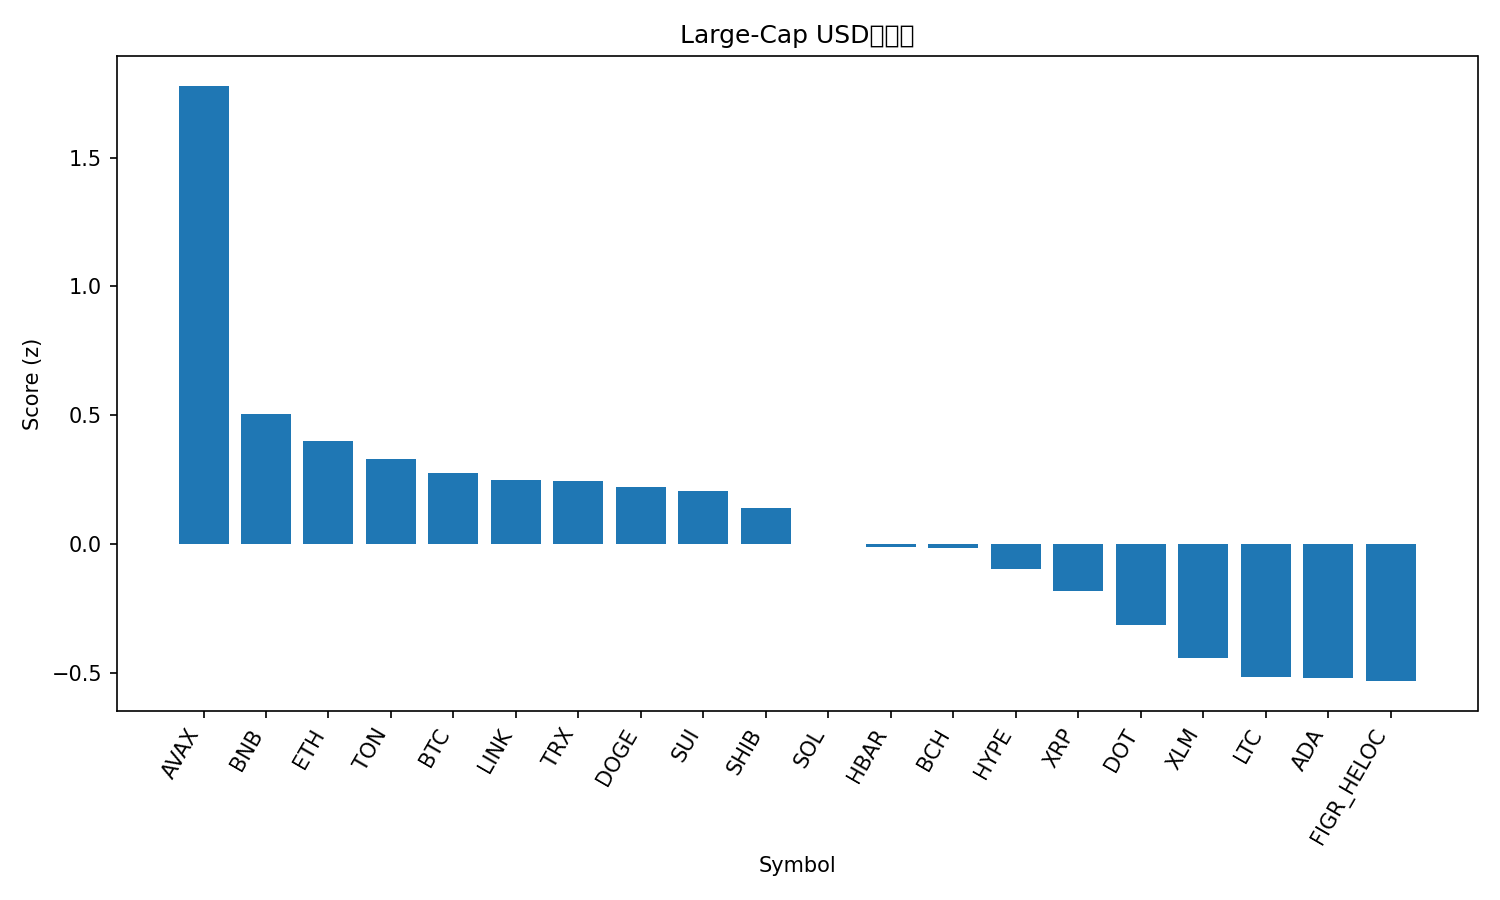 Large-Cap USD
Score (z)
1.5
1.0
0.5
0.0
−0.5
AVAX
BNB
ETH
TON
BTC
LINK
TRX
DOGE
SUI
SHIB
SOL
HBAR
BCH
HYPE
XRP
DOT
XLM
LTC
ADA
FIGR_HELOC
Symbol